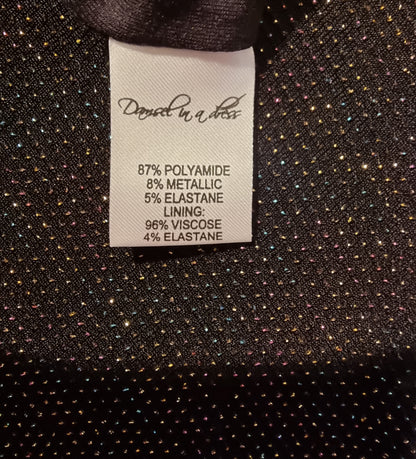 Damsel in a dress
87% POLYAMIDE
8% METALLIC
5% ELASTANE
LINING:
96% VISCOSE
4% ELASTANE